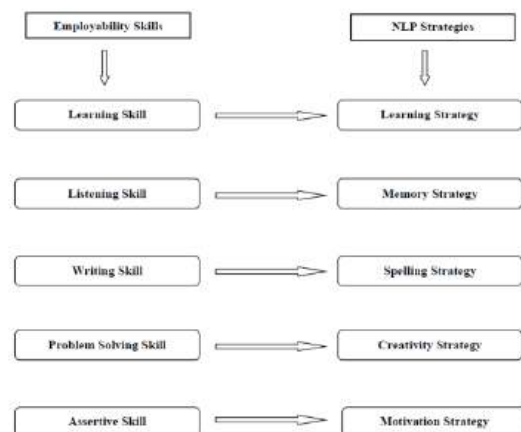 Employability Skills
NLP Strategies
Learning Skill
Learning Strategy
Listening Skill
Memory Strategy
Writing Skill
Spelling Strategy
Problem Solving Skill
Creativity Strategy
Assertive Skill
Motivation Strategy